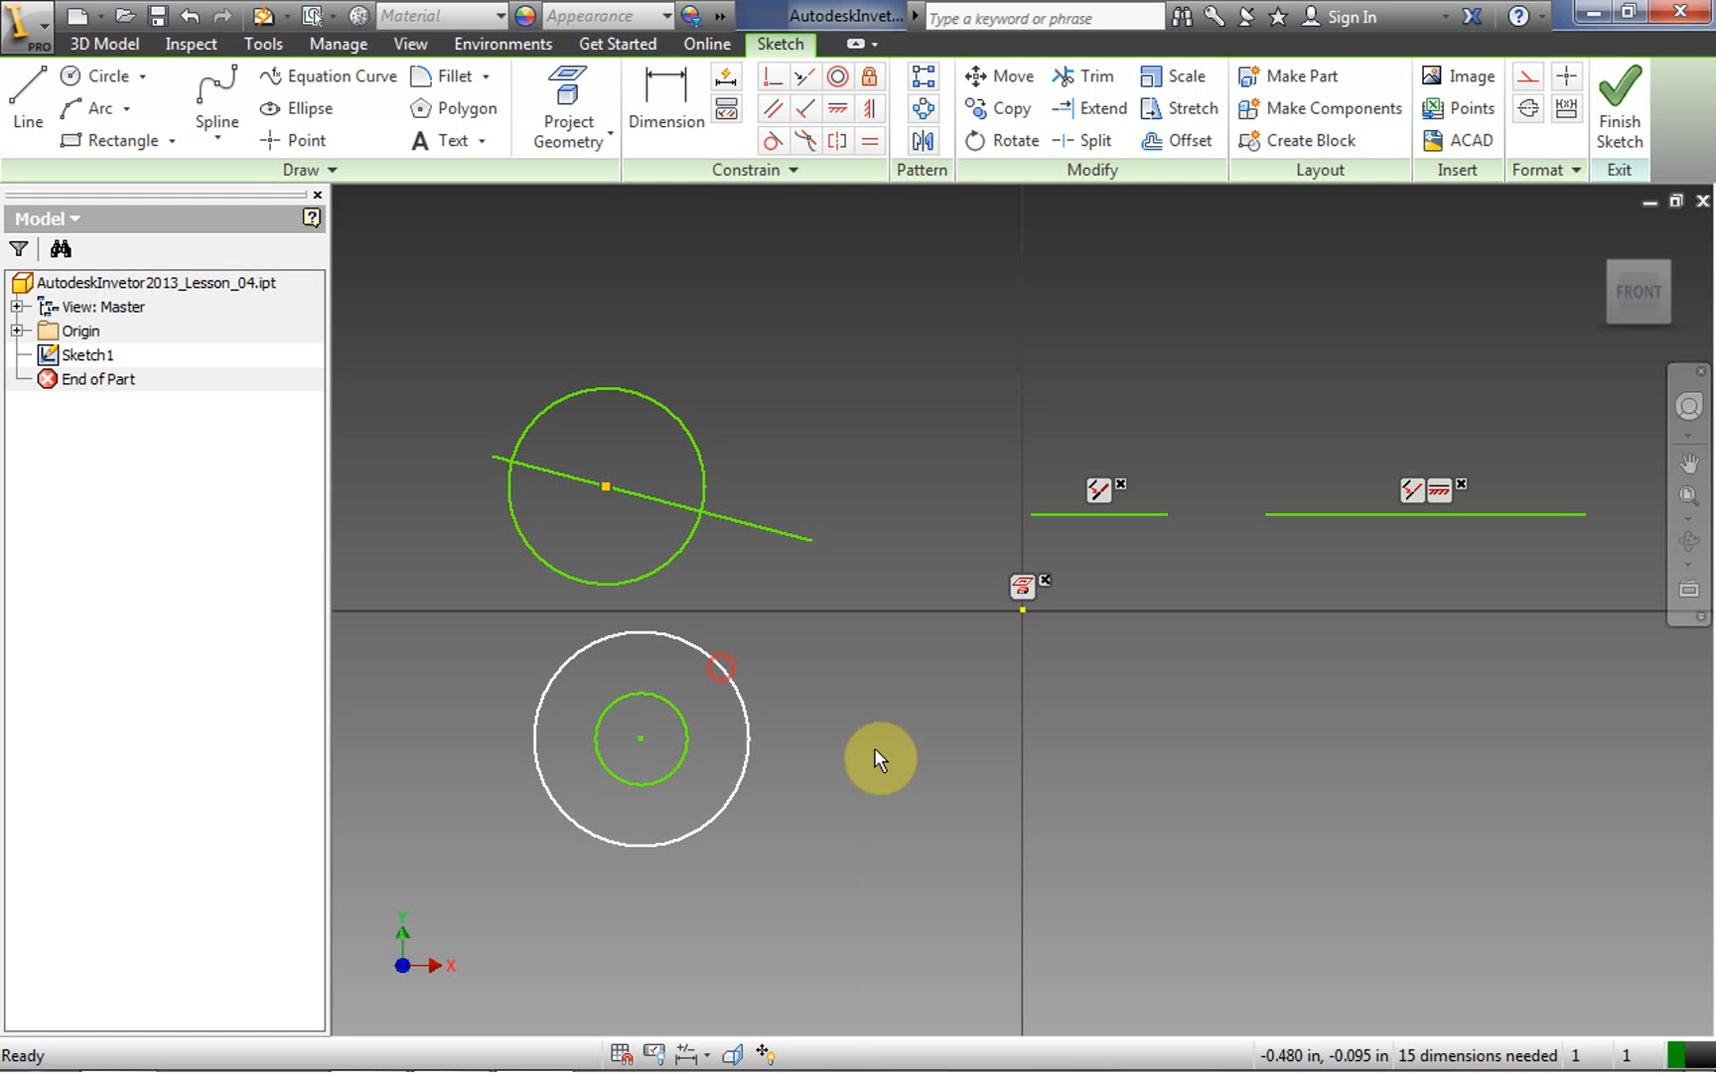 PRO
Material
Appearance
AutodeskInvet...
Type a keyword or phrase
Sign In
3D Model
Inspect
Tools
Manage
View
Environments
Get Started
Online
Sketch
Line
Circle
Arc
Rectangle
Spline
Equation Curve
Ellipse
Point
Fillet
Polygon
Text
Project Geometry
Dimension
Move
Copy
Rotate
Trim
Extend
Split
Scale
Stretch
Offset
Make Part
Make Components
Create Block
Image
Points
ACAD
Finish Sketch
Draw
Constrain
Pattern
Modify
Layout
Insert
Format
Exit
Model
AutodeskInvetor2013_Lesson_04.ipt
View: Master
Origin
Sketch1
End of Part
FRONT
Y
X
Ready
-0.480 in, -0.095 in
15 dimensions needed
1
1